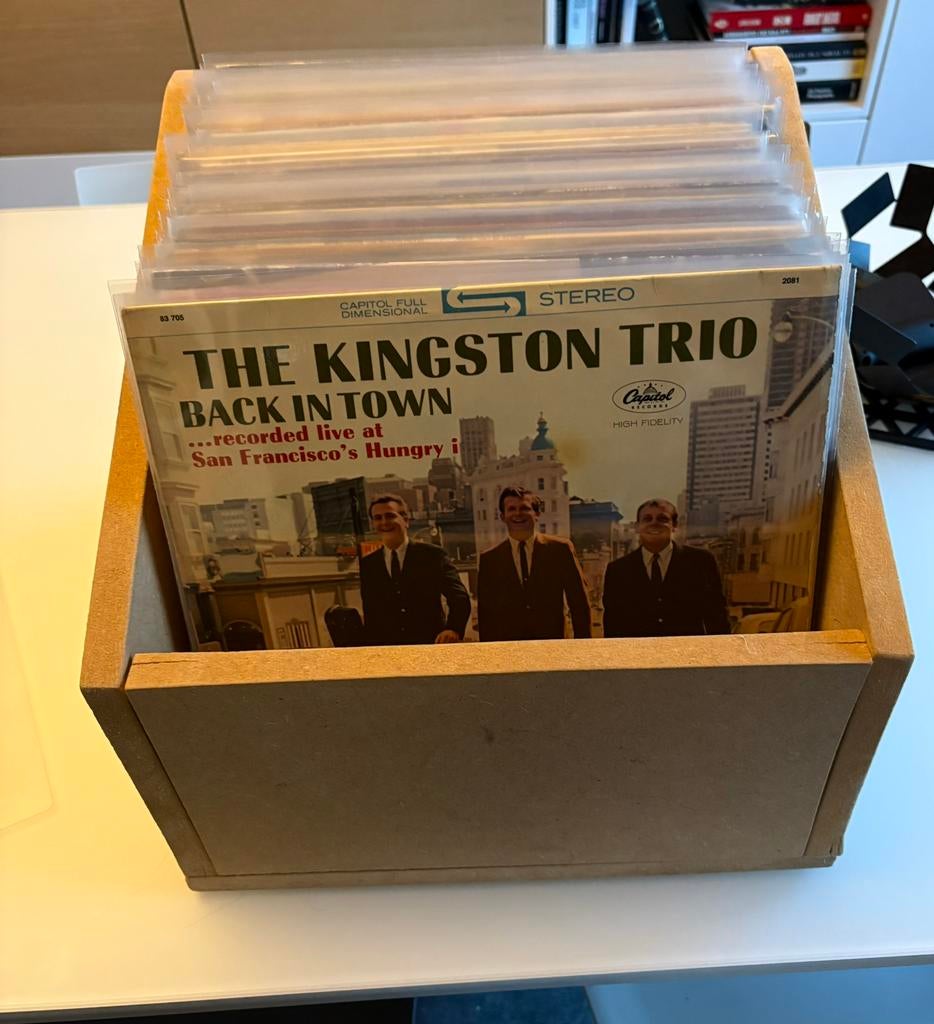 83 705
CAPITOL FULL
DIMENSIONAL
STEREO
2081
THE KINGSTON TRIO
BACK IN TOWN
...recorded live at
San Francisco's Hungry i
Capitol
RECORDS
HIGH FIDELITY